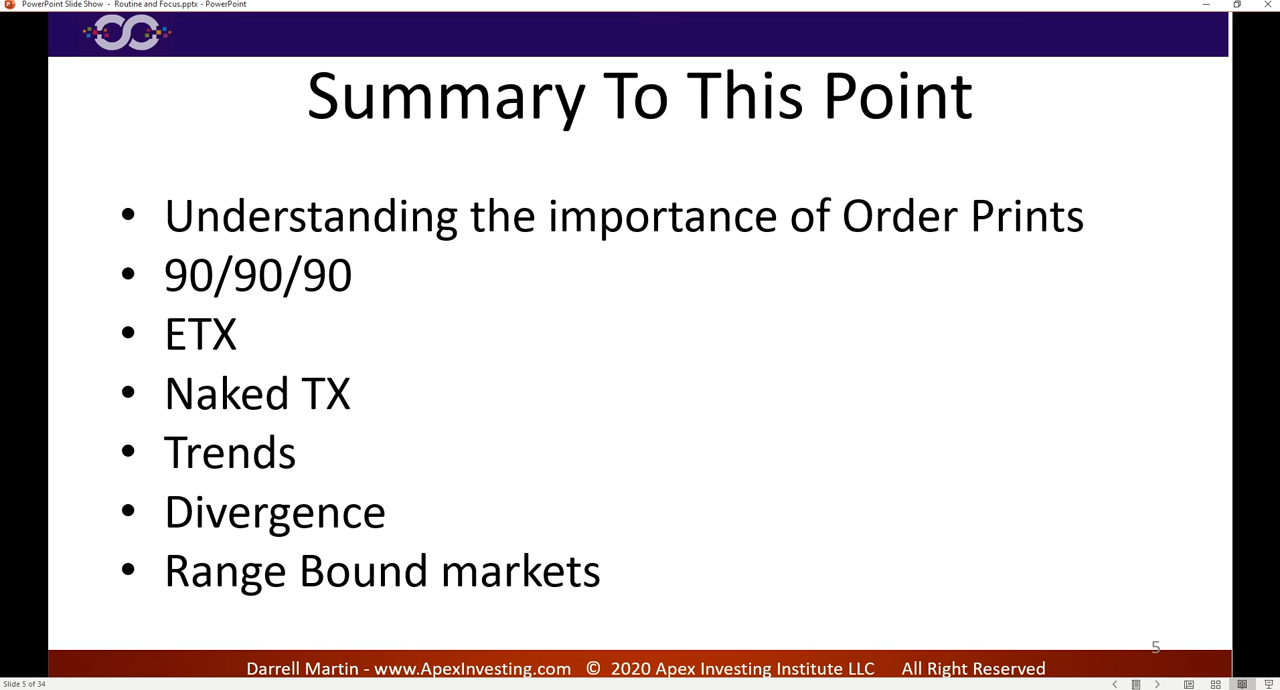 PowerPoint Slide Show - Routine and Focus.pptx - PowerPoint
Summary To This Point
• Understanding the importance of Order Prints
• 90/90/90
• ETX
• Naked TX
• Trends
• Divergence
• Range Bound markets
5
Darrell Martin - www.ApexInvesting.com © 2020 Apex Investing Institute LLC All Right Reserved
Slide 5 of 34